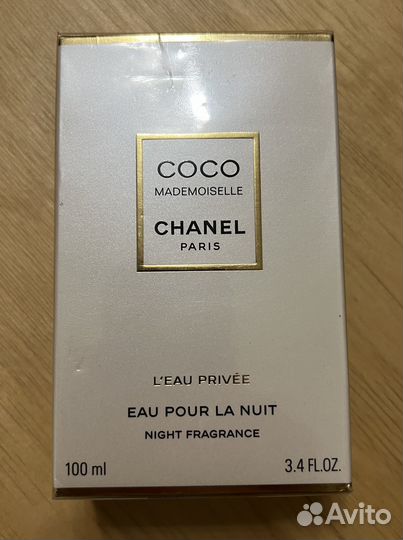 COCO
MADEMOISELLE
CHANEL
PARIS
L'EAU PRIVÉE
EAU POUR LA NUIT
NIGHT FRAGRANCE
100 ml 3.4 FL.OZ.
Avito